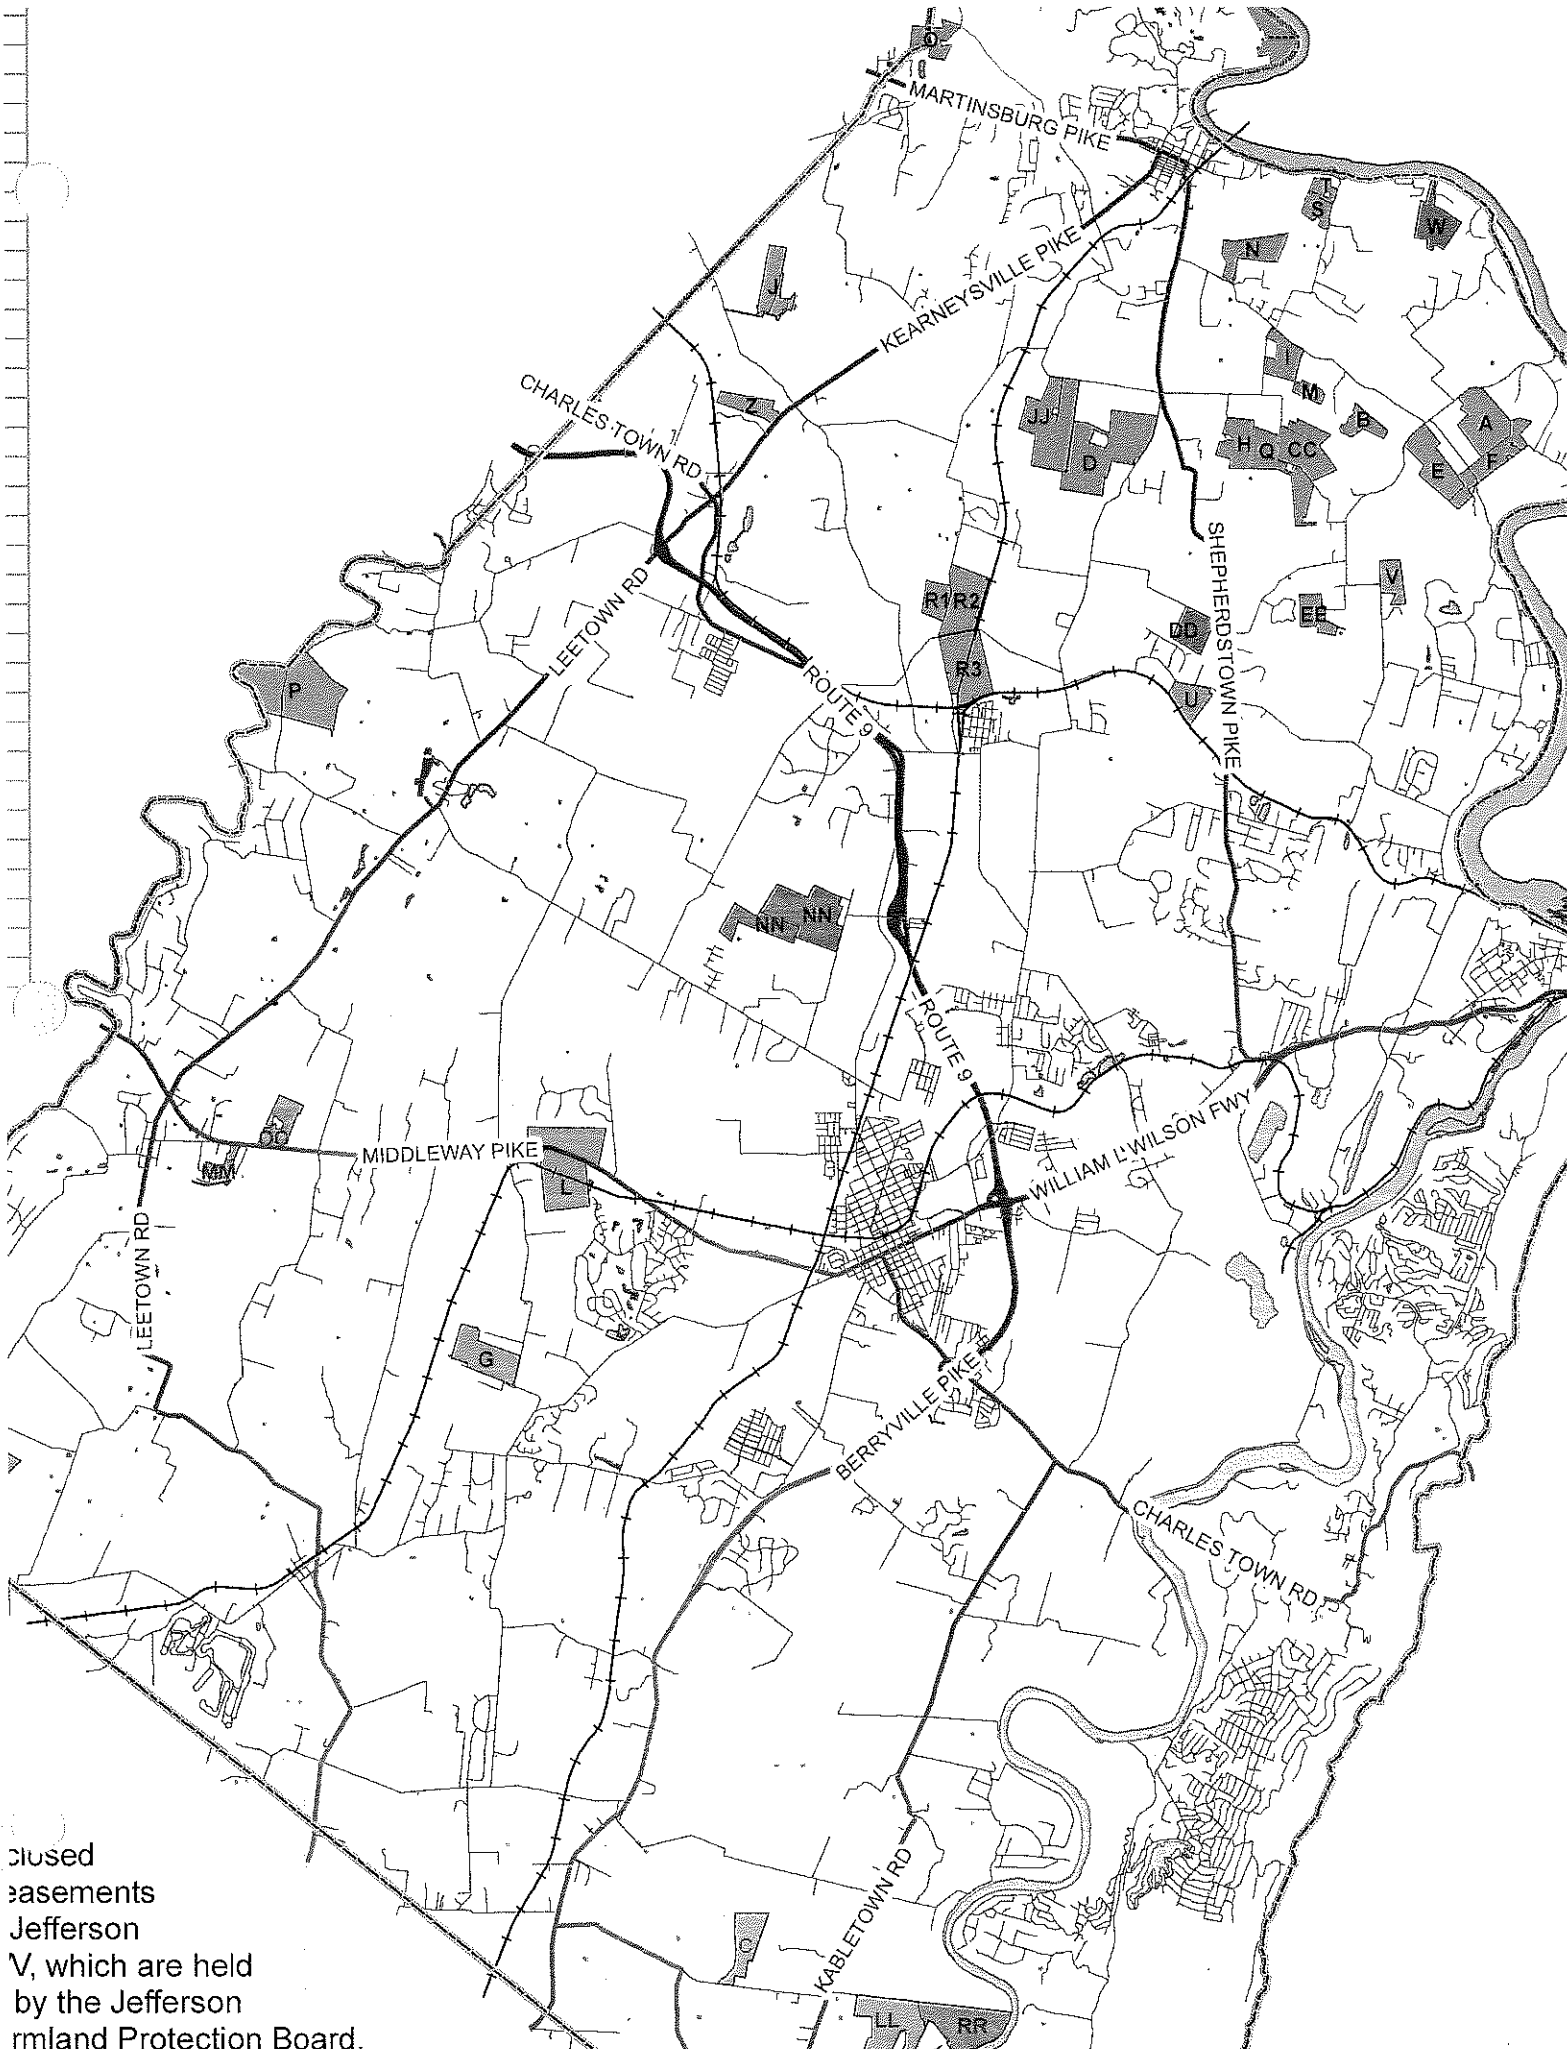 O
MARTINSBURG PIKE
T
S
W
N
KEARNEYSVILLE PIKE
J
I
M
CHARLES TOWN RD
Z
JJ
B
A
H
Q
CC
D
E
F
SHEPHERDSTOWN PIKE
V
LEETOWN RD
R1
R2
EE
DD
R3
P
ROUTE 9
U
NN
NN
ROUTE 9
WILLIAM L WILSON FWY
OO
MIDDLEWAY PIKE
MM
L
LEETOWN RD
G
BERRYVILLE PIKE
CHARLES TOWN RD
KABLETOWN RD
C
LL
RR
closed
easements
Jefferson
V, which are held
by the Jefferson
rmland Protection Board.